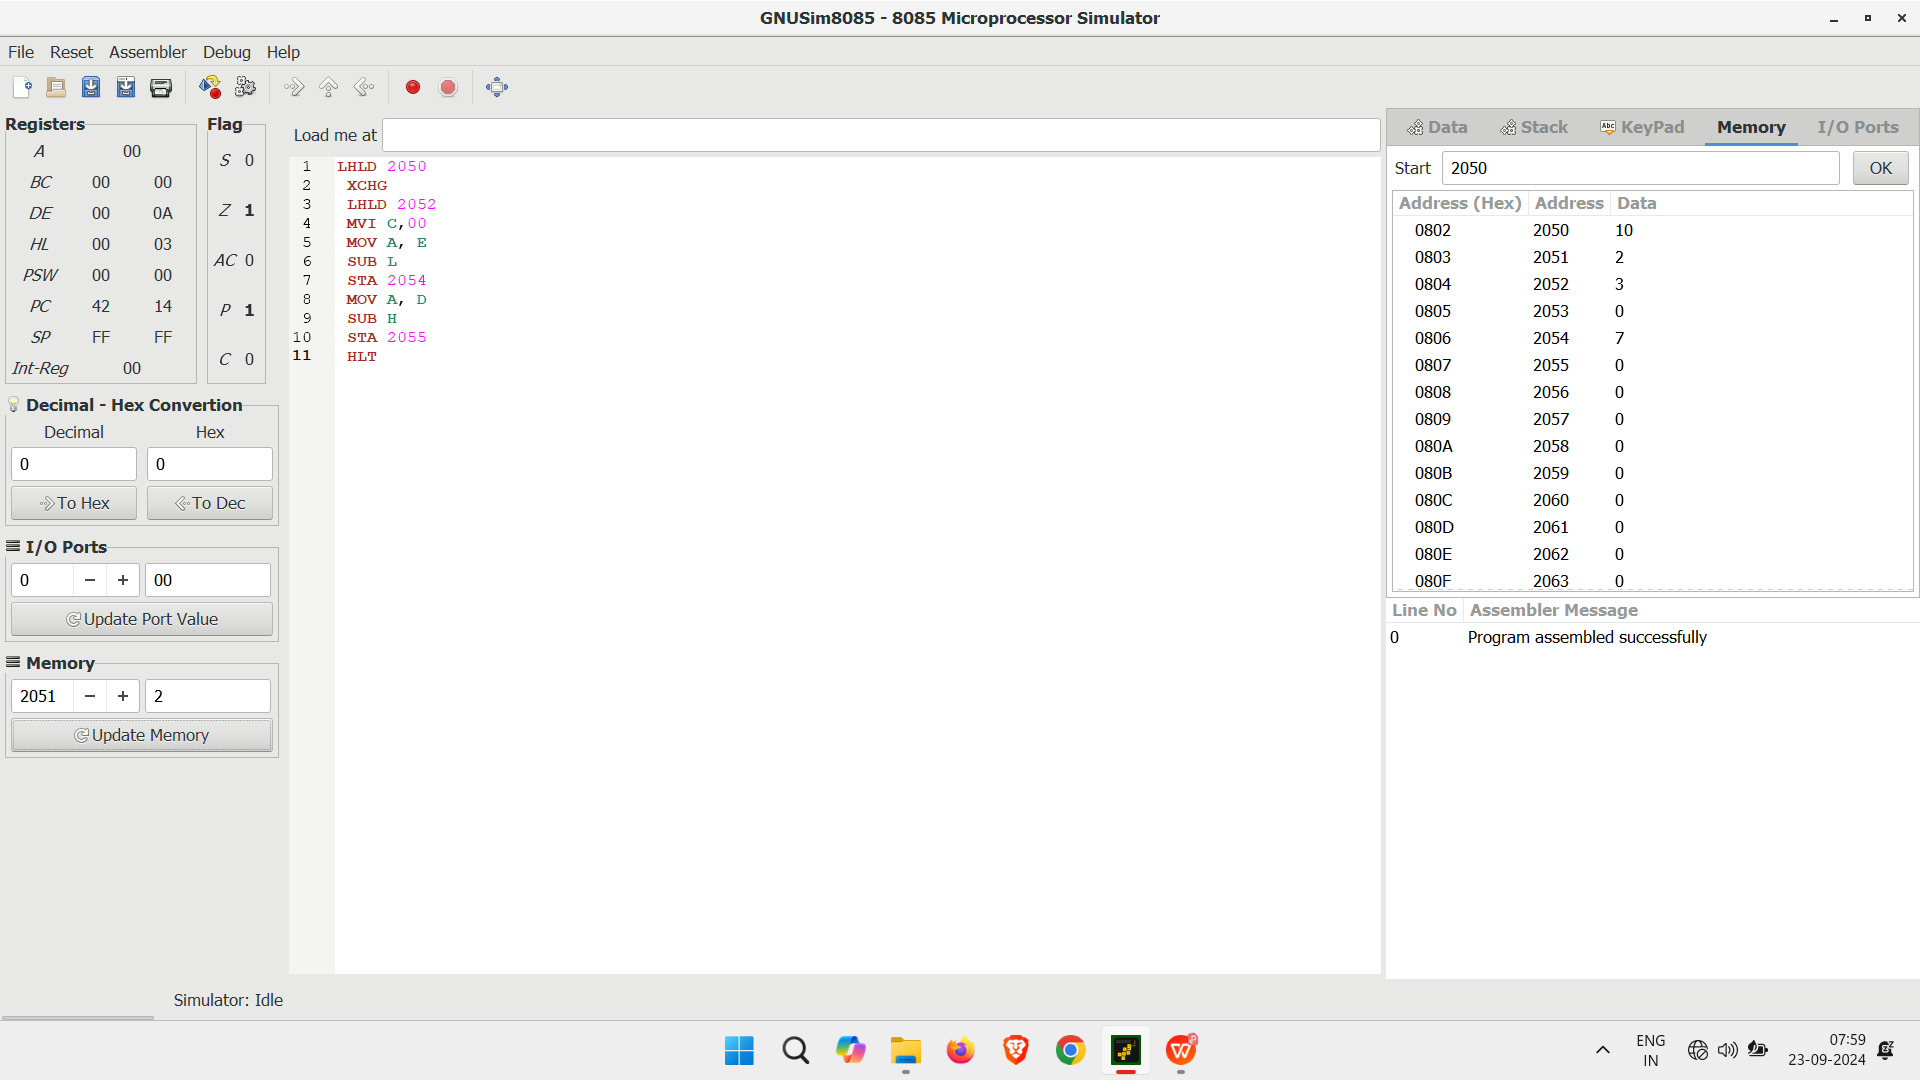 GNUSim8085 - 8085 Microprocessor Simulator
File Reset Assembler Debug Help
Registers
A 00
BC 00 00
DE 00 0A
HL 00 03
PSW 00 00
PC 42 14
SP FF FF
Int-Reg 00
Flag
S 0
Z 1
AC 0
P 1
C 0
Decimal - Hex Convertion
Decimal Hex
0 0
To Hex To Dec
I/O Ports
0 − + 00
Update Port Value
Memory
2051 − + 2
Update Memory
Load me at
1 LHLD 2050
2 XCHG
3 LHLD 2052
4 MVI C,00
5 MOV A, E
6 SUB L
7 STA 2054
8 MOV A, D
9 SUB H
10 STA 2055
11 HLT
Data Stack Abc KeyPad Memory I/O Ports
Start 2050 OK
Address (Hex) Address Data
0802 2050 10
0803 2051 2
0804 2052 3
0805 2053 0
0806 2054 7
0807 2055 0
0808 2056 0
0809 2057 0
080A 2058 0
080B 2059 0
080C 2060 0
080D 2061 0
080E 2062 0
080F 2063 0
Line No Assembler Message
0 Program assembled successfully
Simulator: Idle
ENG
IN
07:59
23-09-2024